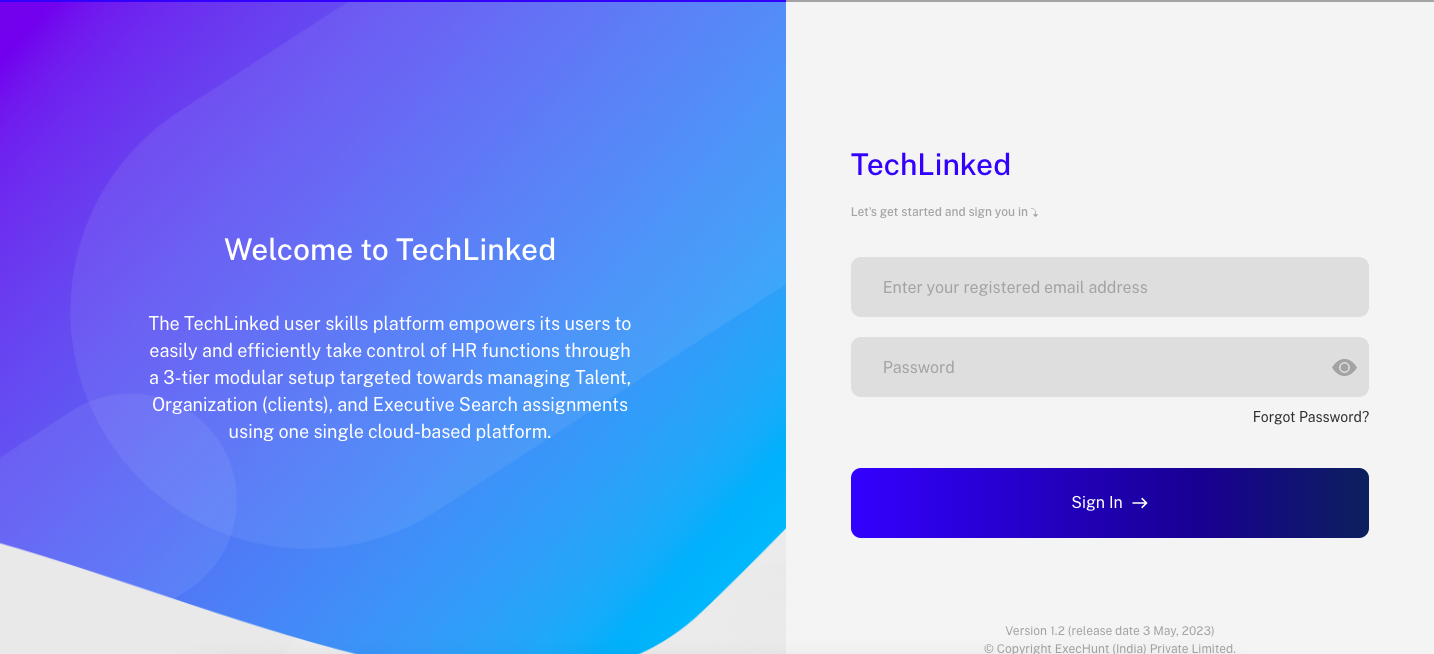 Welcome to TechLinked
The TechLinked user skills platform empowers its users to
easily and efficiently take control of HR functions through
a 3-tier modular setup targeted towards managing Talent,
Organization (clients), and Executive Search assignments
using one single cloud-based platform.
TechLinked
Let's get started and sign you in ⤵
Enter your registered email address
Password
Forgot Password?
Sign In →
Version 1.2 (release date 3 May, 2023)
© Copyright ExecHunt (India) Private Limited.